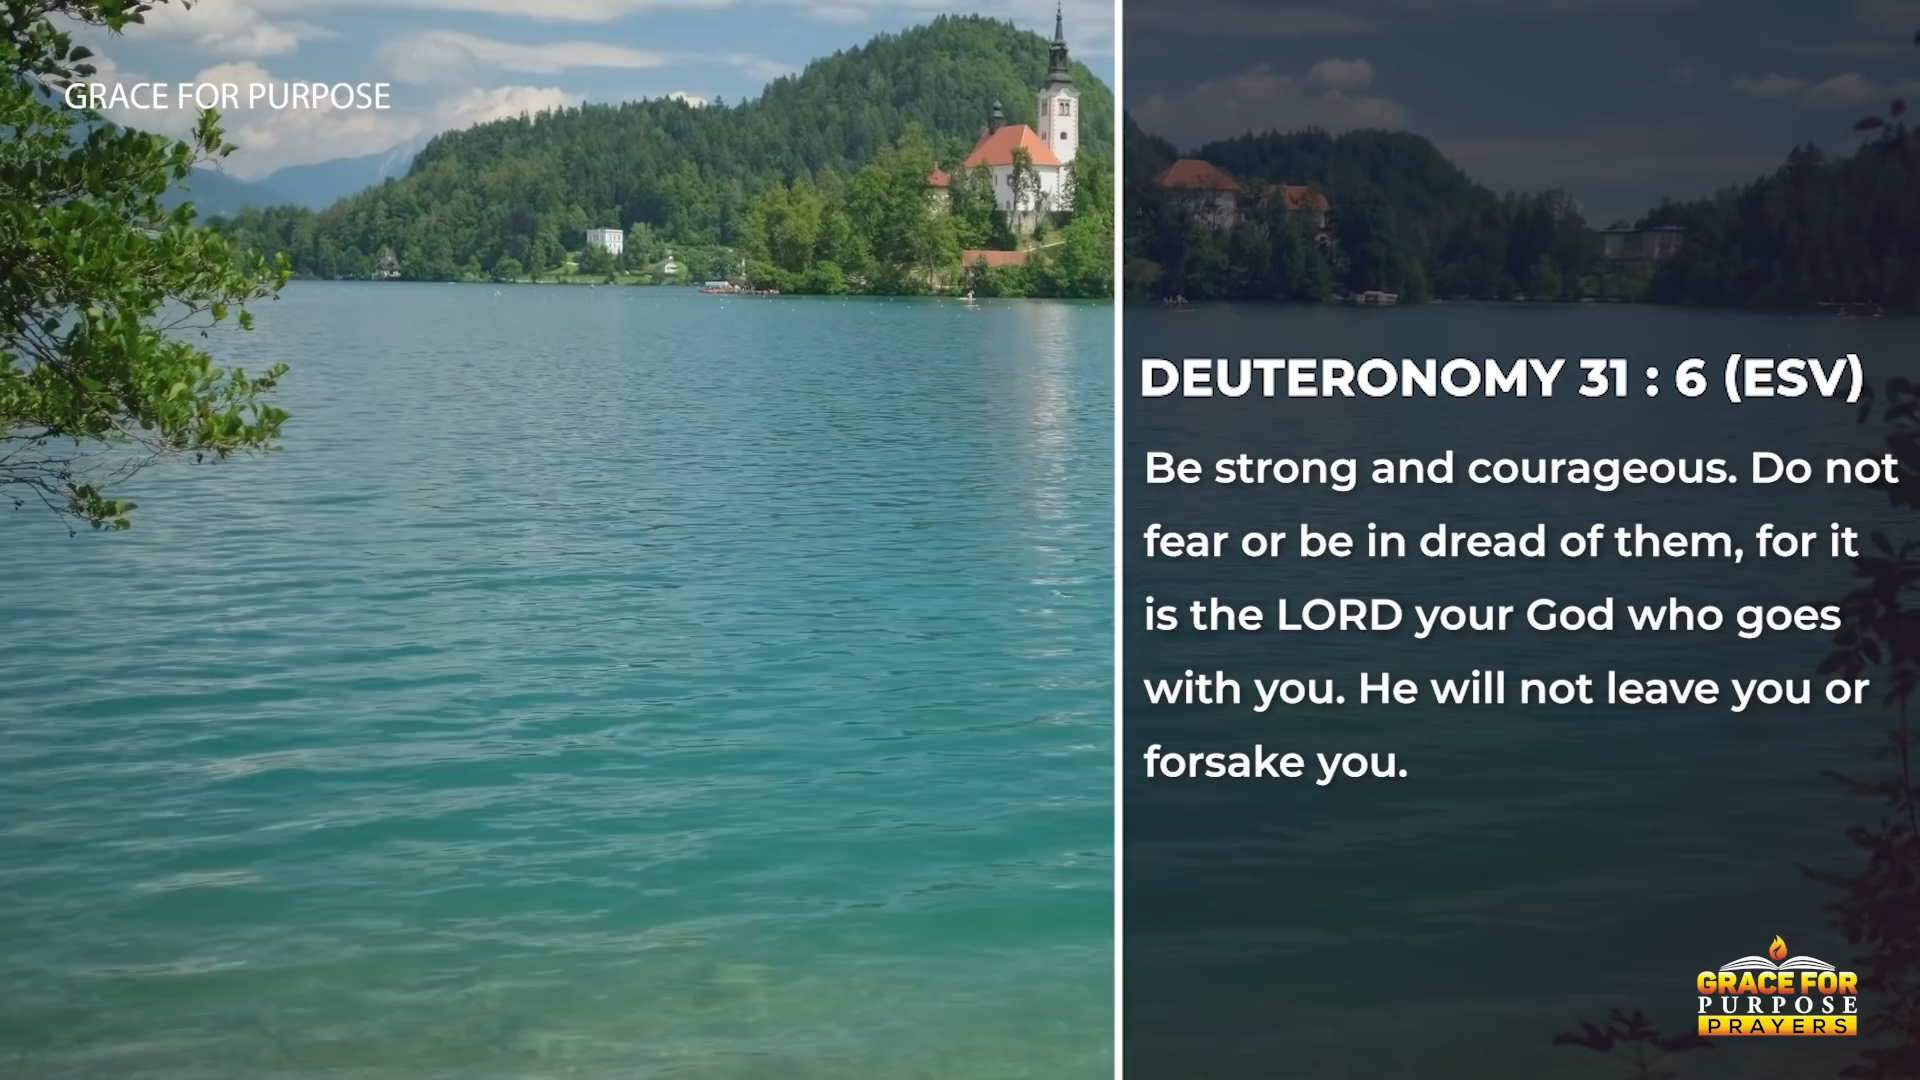 GRACE FOR PURPOSE
DEUTERONOMY 31 : 6 (ESV)
Be strong and courageous. Do not
fear or be in dread of them, for it
is the LORD your God who goes
with you. He will not leave you or
forsake you.
GRACE FOR
PURPOSE
PRAYERS